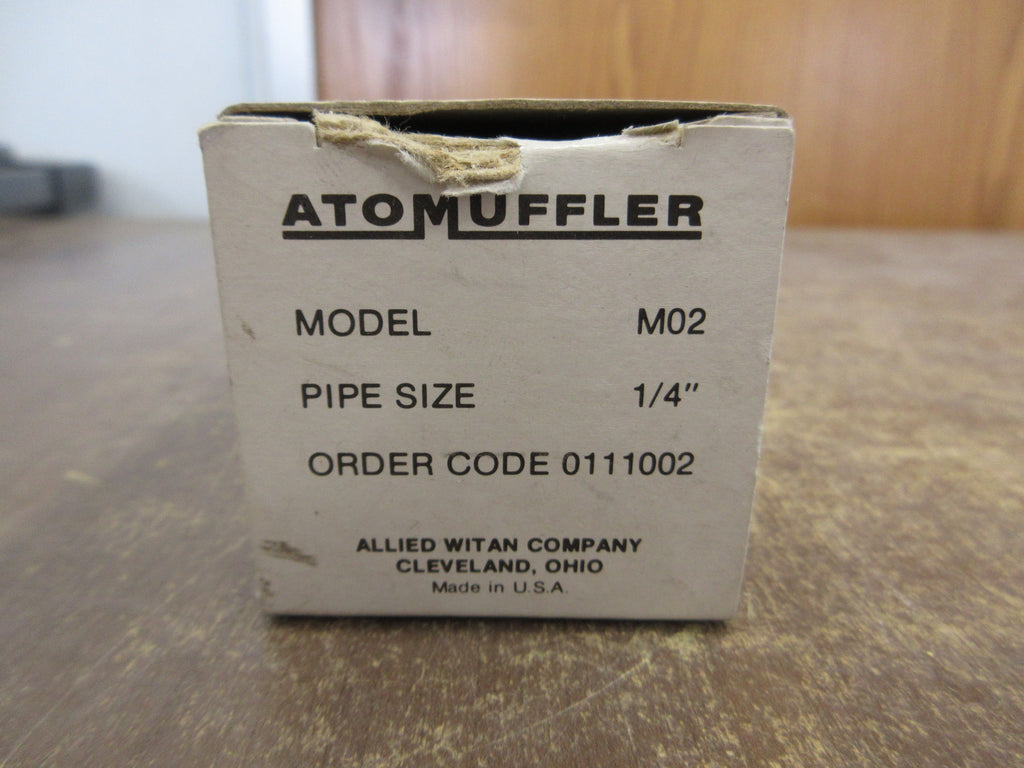 ATOMUFFLER
MODEL M02
PIPE SIZE 1/4"
ORDER CODE 0111002
ALLIED WITAN COMPANY
CLEVELAND, OHIO
Made in U.S.A.